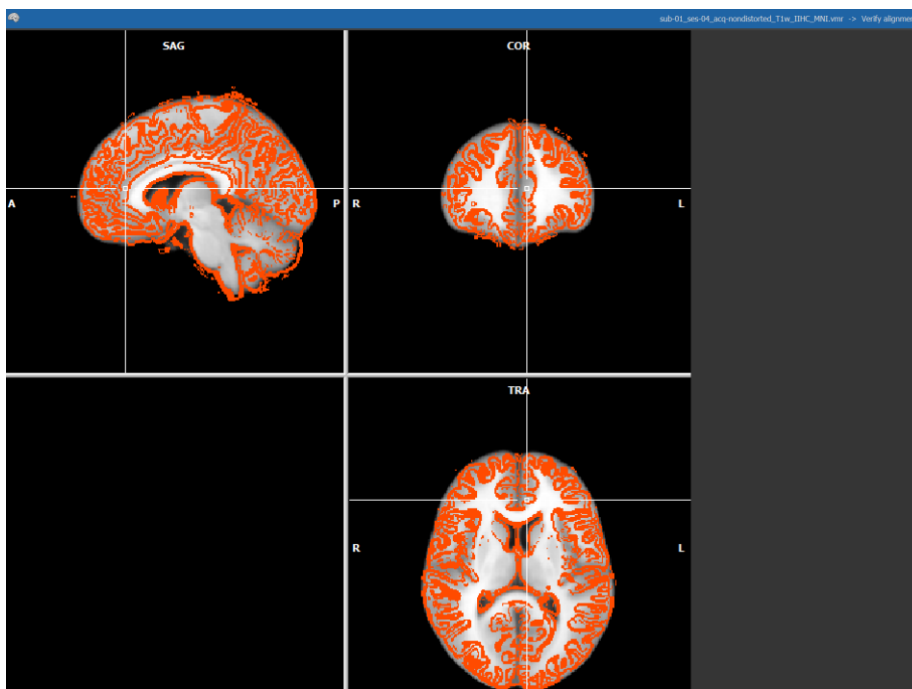 sub-01_ses-04_acq-nondistorted_T1w_IIHC_MNI.vmr -> Verify alignmen
SAG
COR
A
P
R
L
TRA
R
L